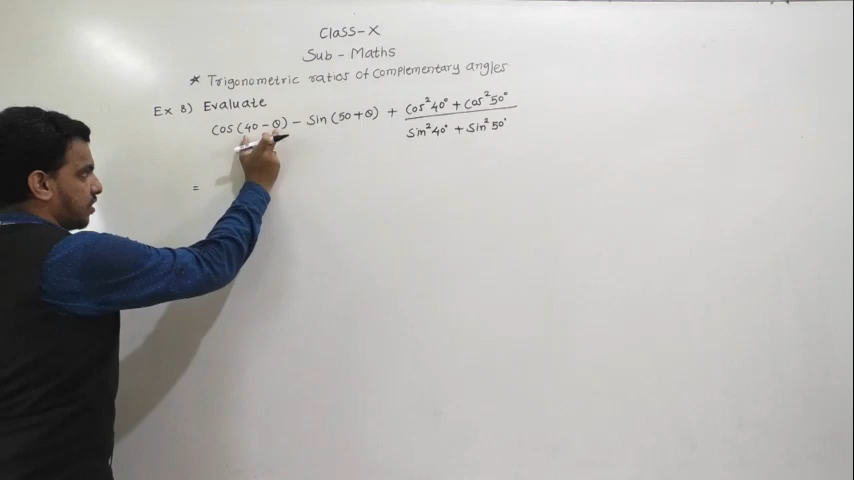 Class-X
Sub - Maths
* Trigonometric ratios of complementary angles
Ex 8) Evaluate
cos (40 - θ) - sin (50 + θ) + (cos²40° + cos²50°) / (sin²40° + sin²50°)
=